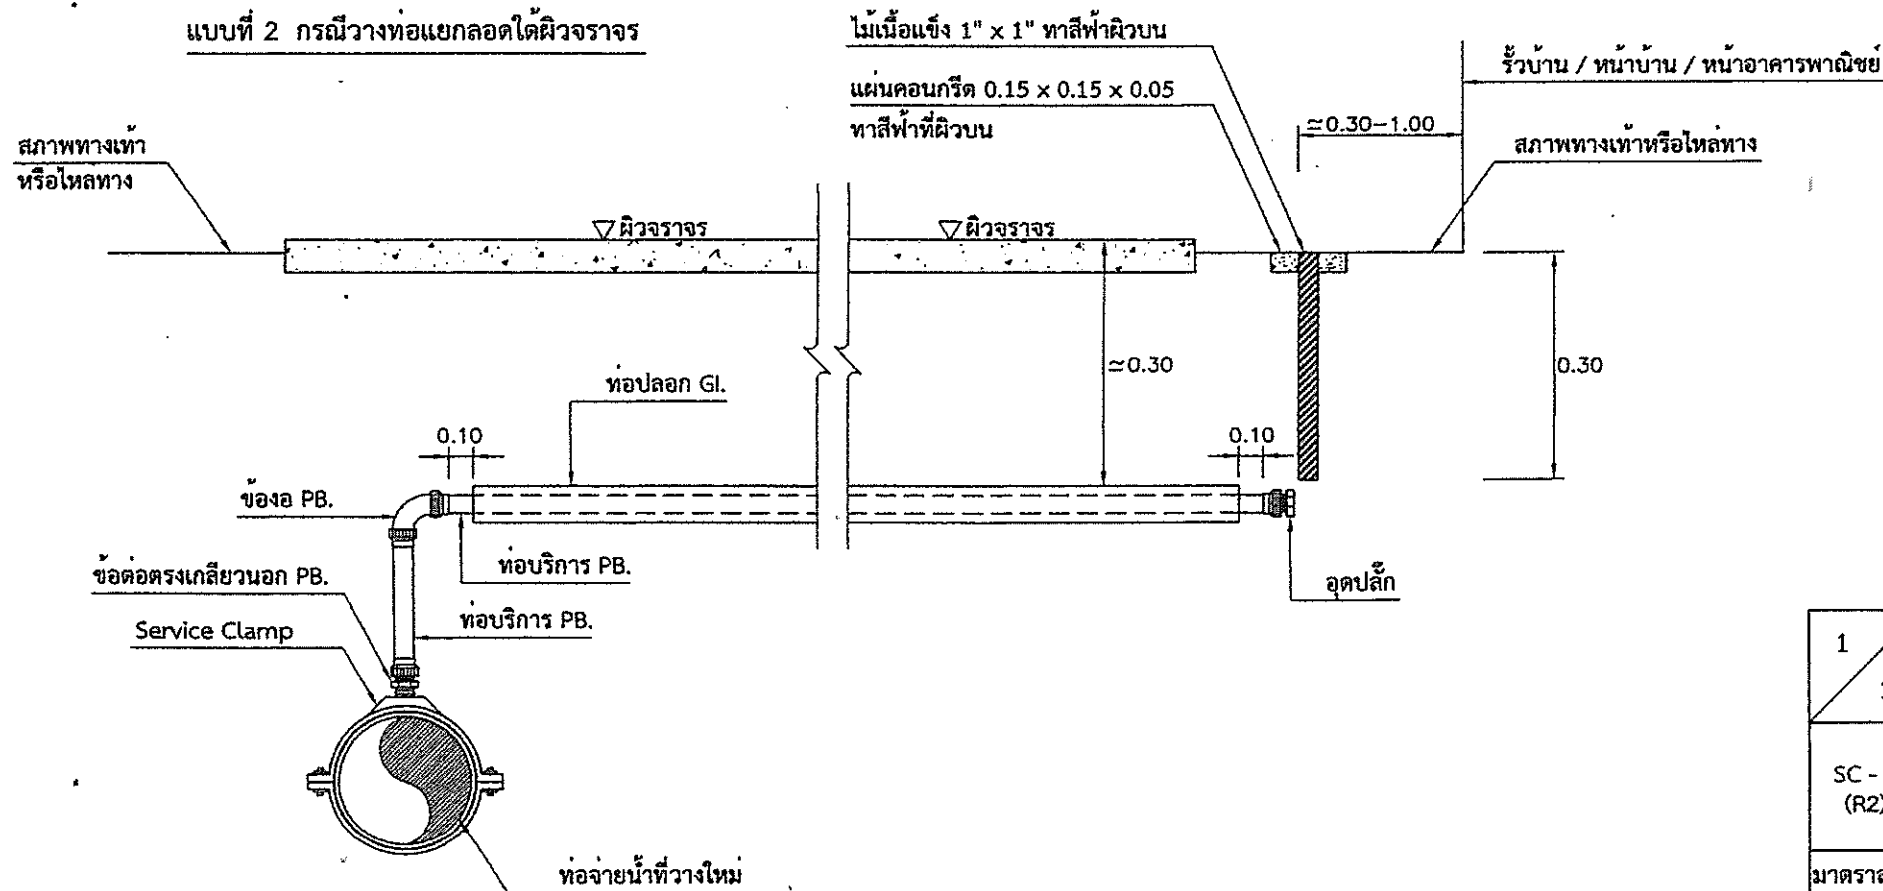 แบบที่ 2 กรณีวางท่อแยกลอดใต้ผิวจราจร
ไม้เนื้อแข็ง 1" x 1" ทาสีฟ้าผิวบน
รั้วบ้าน / หน้าบ้าน / หน้าอาคารพาณิชย์
แผ่นคอนกรีต 0.15 x 0.15 x 0.05
ทาสีฟ้าที่ผิวบน
≃0.30-1.00
สภาพทางเท้า
หรือไหล่ทาง
สภาพทางเท้าหรือไหล่ทาง
ผิวจราจร
ผิวจราจร
≃0.30
0.30
ท่อปลอก GI.
0.10
0.10
ข้องอ PB.
ท่อบริการ PB.
ข้อต่อตรงเกลียวนอก PB.
อุดปลั๊ก
ท่อบริการ PB.
Service Clamp
1
SC -
(R2)
ท่อจ่ายน้ำที่วางใหม่